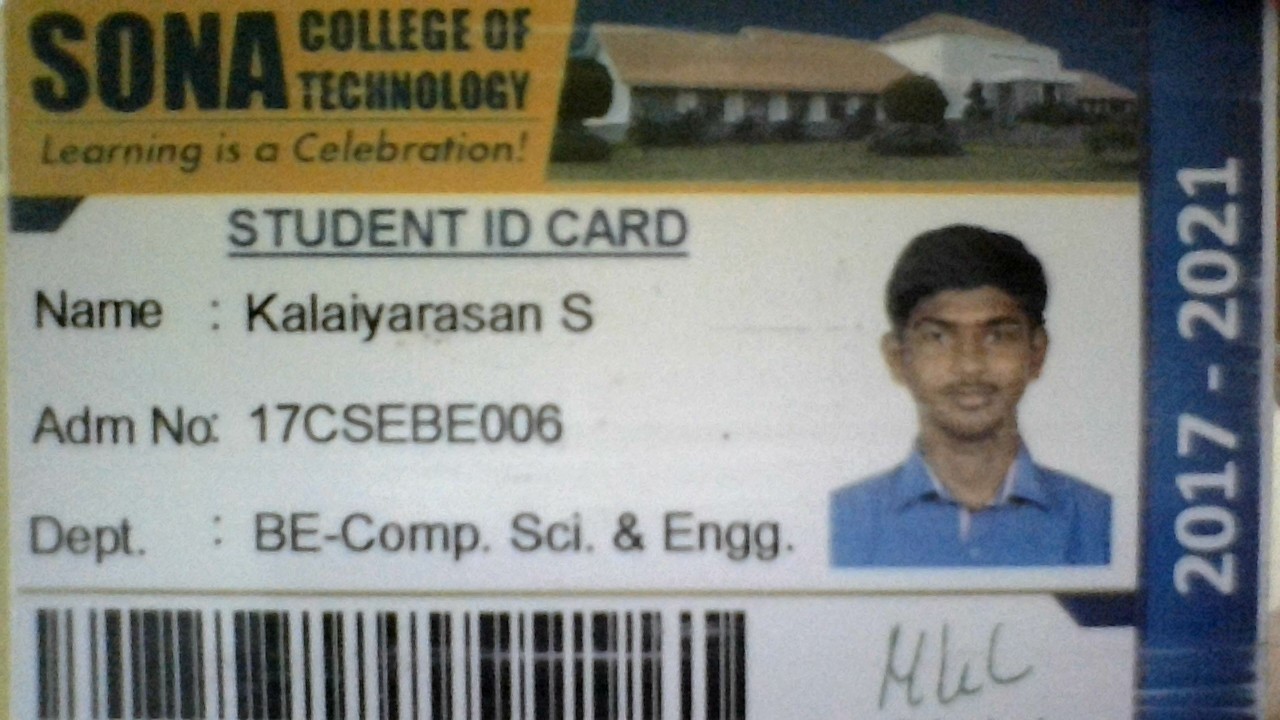 SONA COLLEGE OF
TECHNOLOGY
Learning is a Celebration!
STUDENT ID CARD
Name : Kalaiyarasan S
Adm No: 17CSEBE006
Dept. : BE-Comp. Sci. & Engg.
2017 - 2021